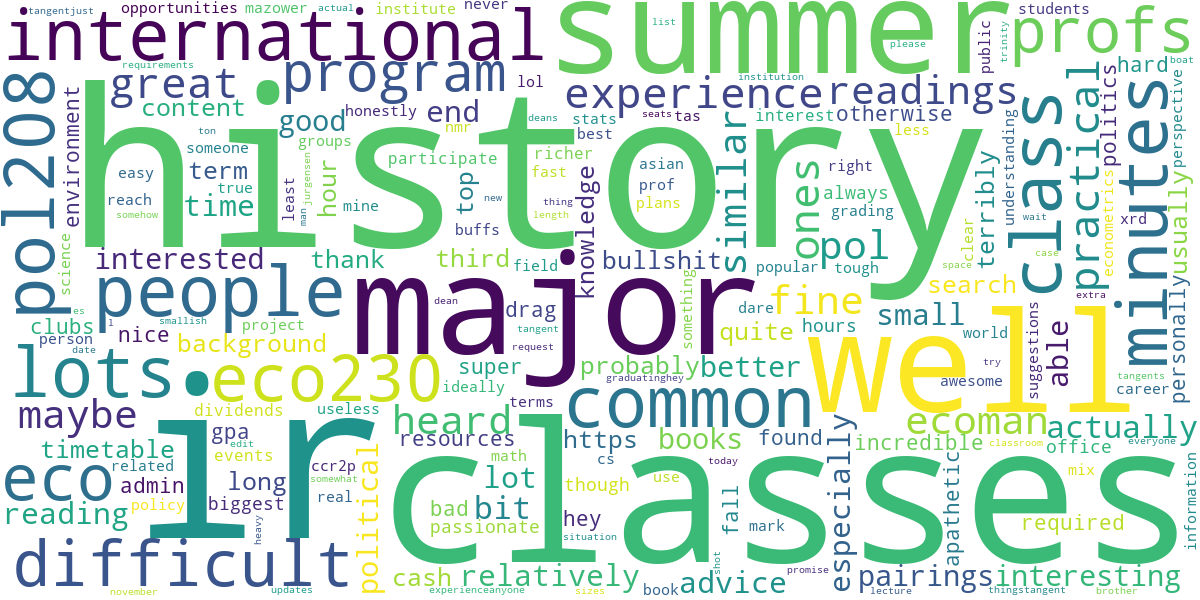 tangentjust opportunities mazower institute never actual students
international summer profs
list please trinity public boat
requirements great program lol institution hard
pol208 content honestly end experience readings otherwise
environment good nmr deans stats seats tas interest less politics perspective
ton someone groups history participate richer best similar class practical minutes
easy term hour top fast asian prof right understanding
reach true time least jurgensen man mine buffs new thing plans ones always grading terribly wait xrd econometrics usually
somehow length knowledge pol clear
science interested thank third field bullshit popular tough space case
people major dean drag something dare fine search extra
es l smallish project tangent quite hours small world suggestions able personally
clubs person nice request probably better try tangents
date background super graduatinghey awesome career
lots eco230 ideally well
maybe dividends useless terms common
timetable gpa edit heard resources https books found ecoman actually
eco related events ir math cs today especially incredible office classroom everyone
reading admin ccr2p somewhat classes lot though use mix
policy long biggest real political bad passionate bit hey fall mark apathetic required information
difficult heavy situation
cash relatively shot advice promise pairings interesting
november updates experienceanyone sizes book lecture thingstangent brother